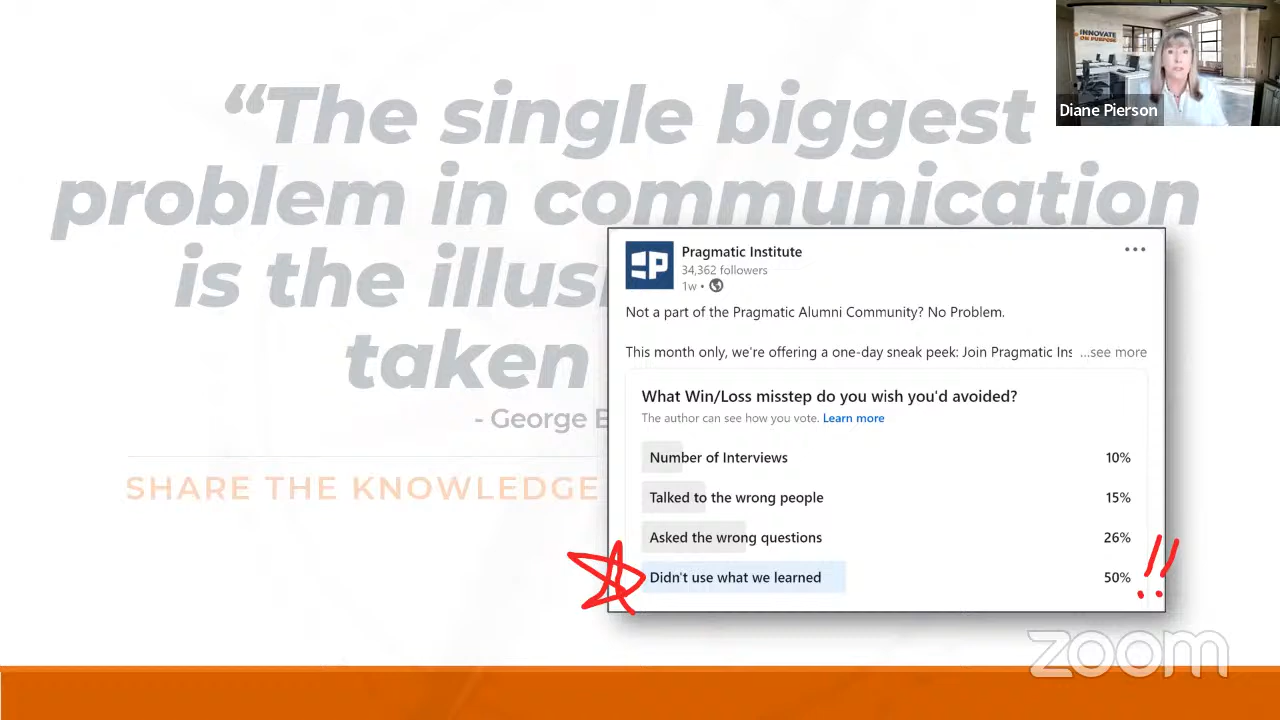 INNOVATE
ON PURPOSE
Diane Pierson
“The single biggest
problem in communication
is the illus
taken
- George B
SHARE THE KNOWLEDGE
Pragmatic Institute
34,362 followers
1w •
Not a part of the Pragmatic Alumni Community? No Problem.
This month only, we're offering a one-day sneak peek: Join Pragmatic Ins ...see more
What Win/Loss misstep do you wish you'd avoided?
The author can see how you vote. Learn more
Number of Interviews 10%
Talked to the wrong people 15%
Asked the wrong questions 26%
Didn't use what we learned 50% !!
zoom